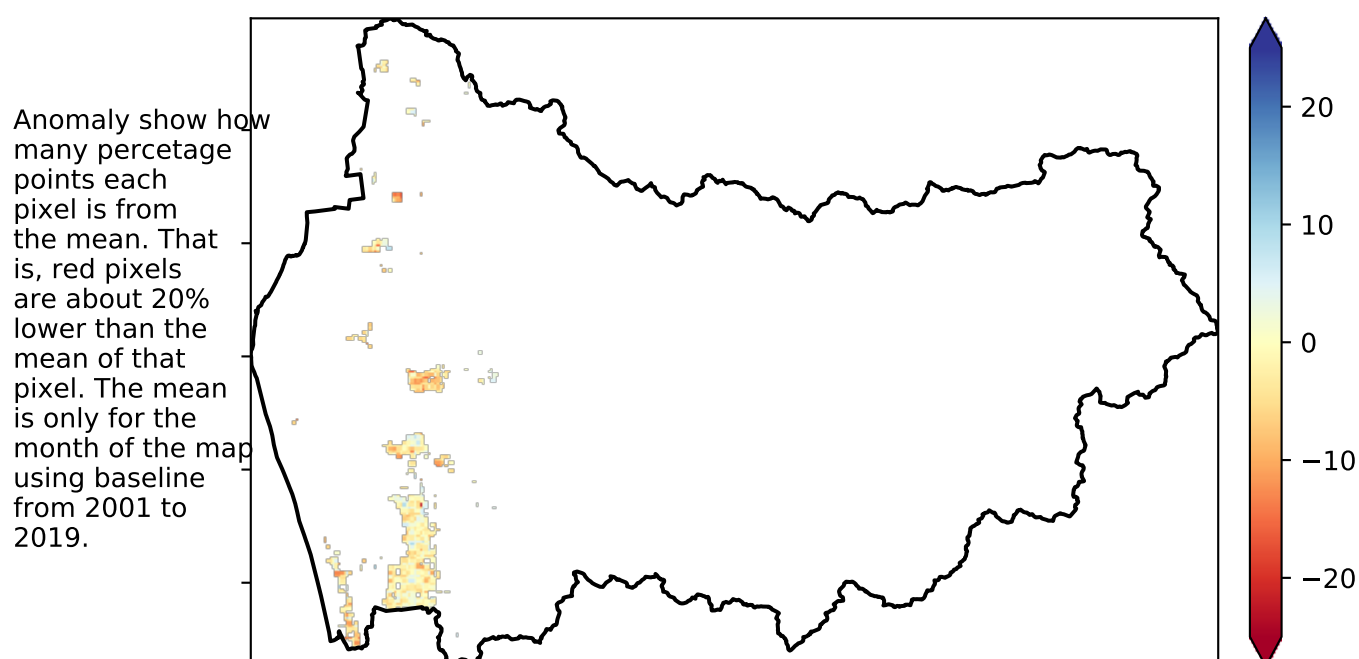 Anomaly show how
many percetage
points each
pixel is from
the mean. That
is, red pixels
are about 20%
lower than the
mean of that
pixel. The mean
is only for the
month of the map
using baseline
from 2001 to
2019.
20
10
0
−10
−20